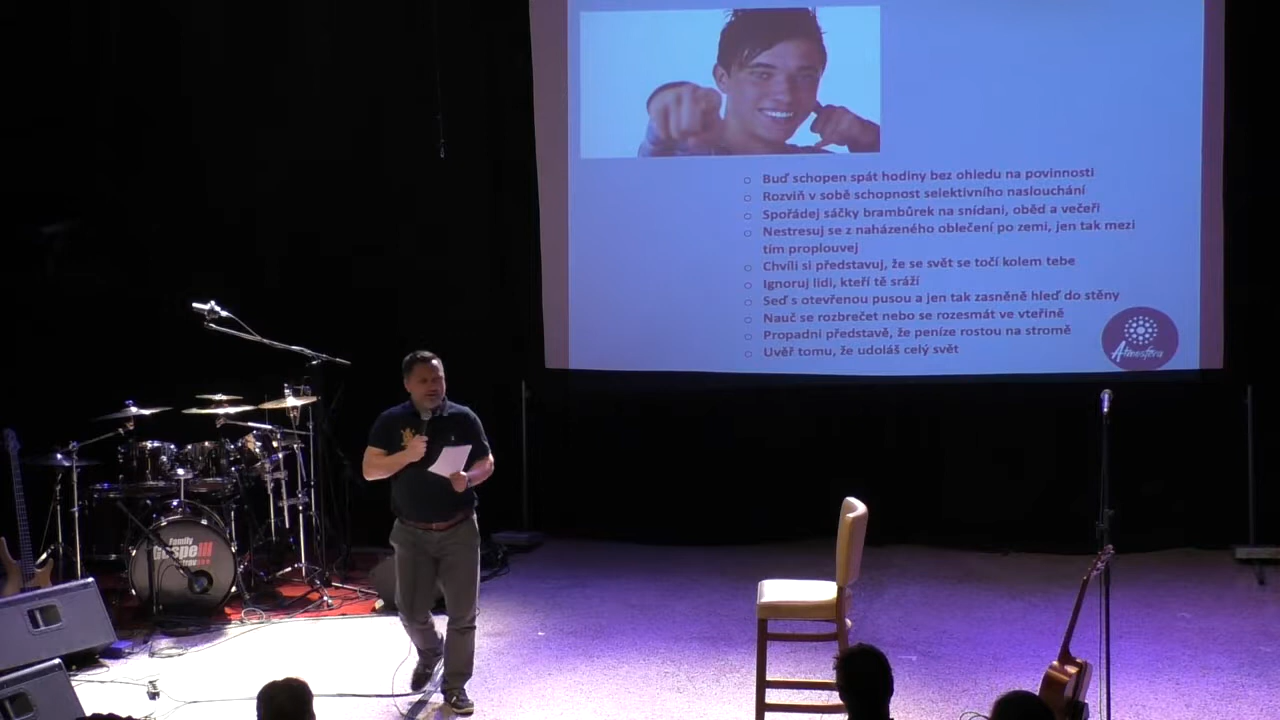 Buď schopen spát hodiny bez ohledu na povinnosti
Rozviň v sobě schopnost selektivního naslouchání
Spořádej sáčky brambůrek na snídani, oběd a večeři
Nestresuj se z naházeného oblečení po zemi, jen tak mezi
tím proplouvej
Chvíli si představuj, že se svět se točí kolem tebe
Ignoruj lidi, kteří tě sráží
Seď s otevřenou pusou a jen tak zasněně hleď do stěny
Nauč se rozbrečet nebo se rozesmát ve vteřině
Propadni představě, že peníze rostou na stromě
Uvěř tomu, že udoláš celý svět
Atmosféra
Family
Gospelll